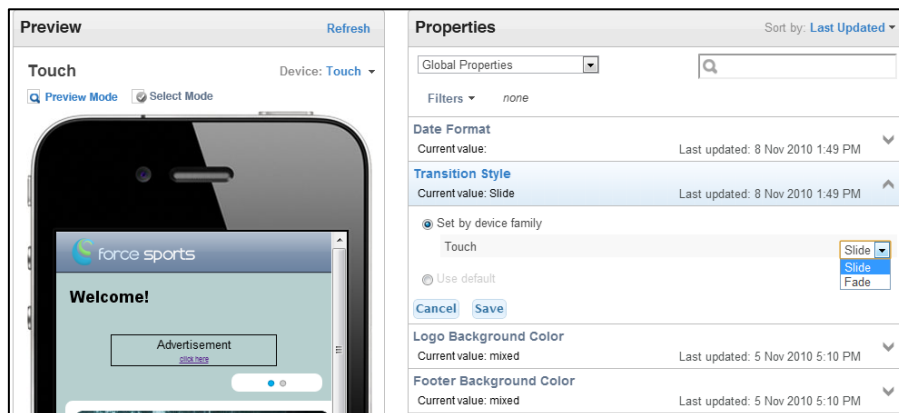 Preview
Refresh
Touch
Device: Touch
Preview Mode
Select Mode
force sports
Welcome!
Advertisement
click here
Properties
Sort by: Last Updated
Global Properties
Filters
none
Date Format
Current value:
Last updated: 8 Nov 2010 1:49 PM
Transition Style
Current value: Slide
Last updated: 8 Nov 2010 1:49 PM
Set by device family
Touch
Slide
Slide
Fade
Use default
Cancel
Save
Logo Background Color
Current value: mixed
Last updated: 5 Nov 2010 5:10 PM
Footer Background Color
Current value: mixed
Last updated: 5 Nov 2010 5:10 PM